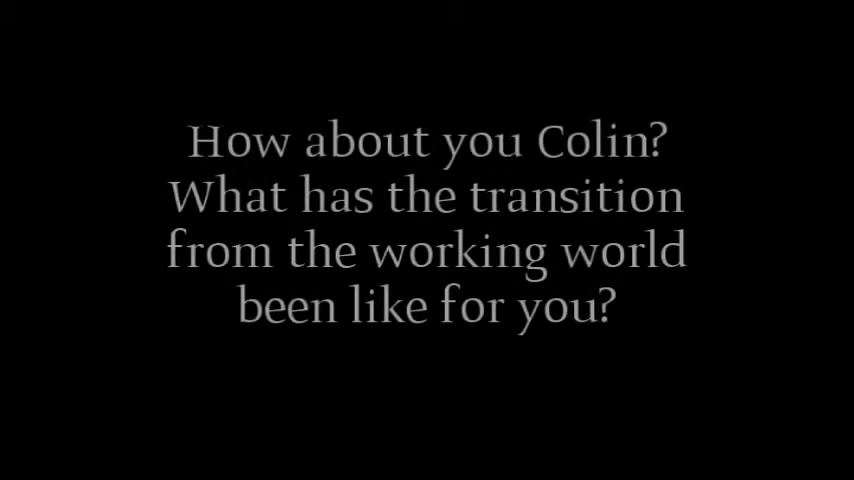 How about you Colin?
What has the transition
from the working world
been like for you?